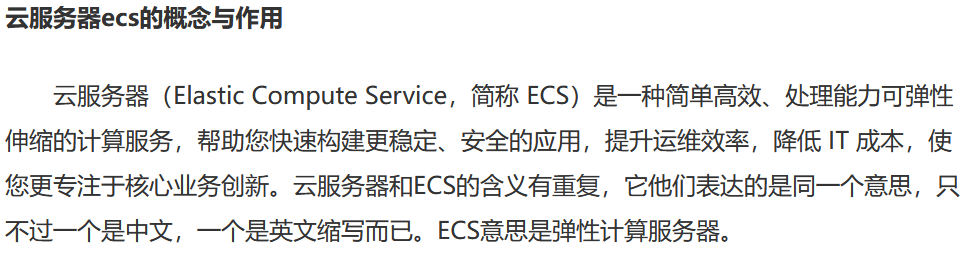 云服务器ecs的概念与作用
云服务器（Elastic Compute Service，简称 ECS）是一种简单高效、处理能力可弹性
伸缩的计算服务，帮助您快速构建更稳定、安全的应用，提升运维效率，降低 IT 成本，使
您更专注于核心业务创新。云服务器和ECS的含义有重复，它他们表达的是同一个意思，只
不过一个是中文，一个是英文缩写而已。ECS意思是弹性计算服务器。